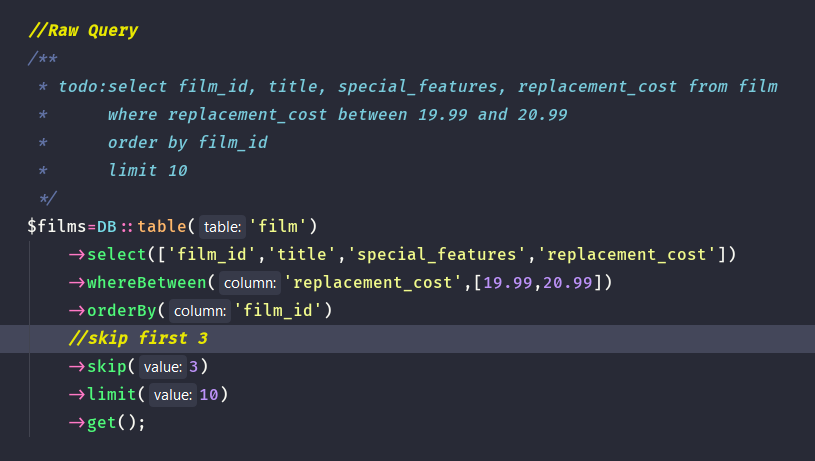 //Raw Query
/**
* todo:select film_id, title, special_features, replacement_cost from film
* where replacement_cost between 19.99 and 20.99
* order by film_id
* limit 10
*/
$films=DB::table( table: 'film')
->select(['film_id','title','special_features','replacement_cost'])
->whereBetween( column: 'replacement_cost',[19.99,20.99])
->orderBy( column: 'film_id')
//skip first 3
->skip( value: 3)
->limit( value: 10)
->get();